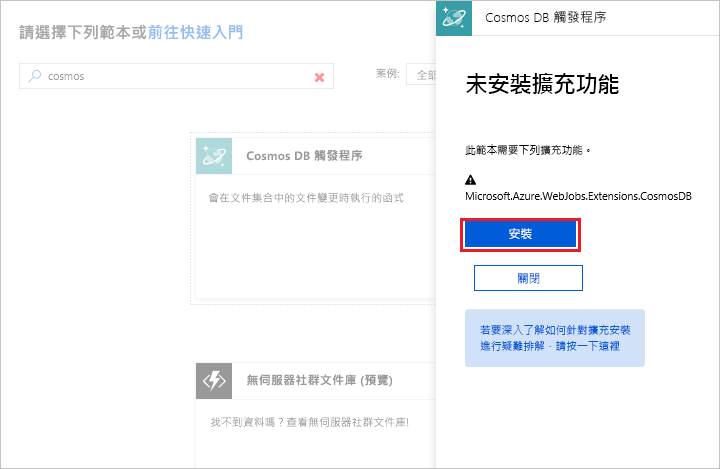 請選擇下列範本或前往快速入門
cosmos
案例:
全部
Cosmos DB 觸發程序
會在文件集合中的文件變更時執行的函式
無伺服器社群文件庫 (預覽)
找不到資料嗎？查看無伺服器社群文件庫!
Cosmos DB 觸發程序
未安裝擴充功能
此範本需要下列擴充功能。
Microsoft.Azure.WebJobs.Extensions.CosmosDB
安裝
關閉
若要深入了解如何針對擴充安裝
進行疑難排解，請按一下這裡